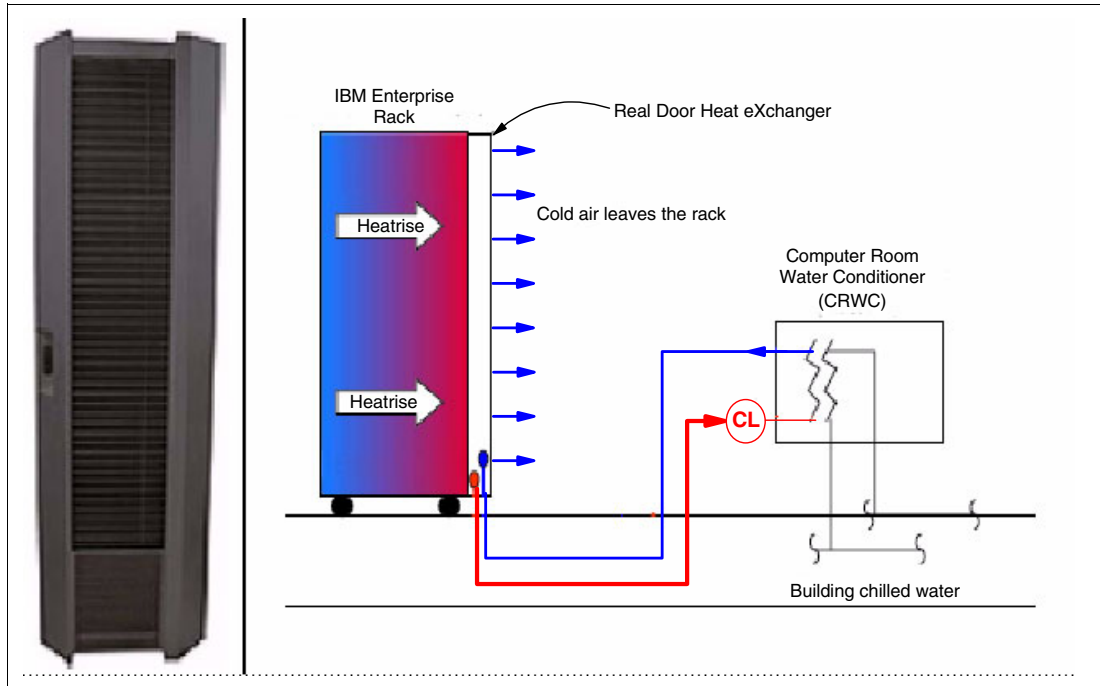 IBM Enterprise
Rack
Real Door Heat eXchanger
Heatrise
Cold air leaves the rack
Computer Room
Water Conditioner
(CRWC)
Heatrise
CL
Building chilled water